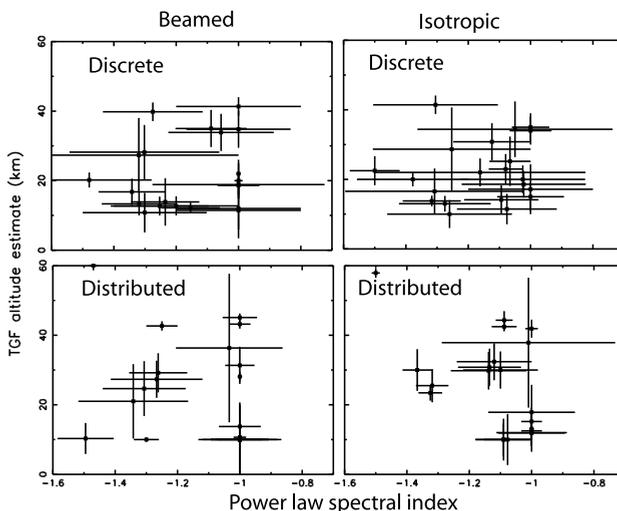 Beamed
Isotropic
TGF altitude estimate (km)
60
40
20
0
Discrete
Discrete
60
40
20
0
Distributed
Distributed
-1.6
-1.4
-1.2
-1
-0.8
-1.6
-1.4
-1.2
-1
-0.8
Power law spectral index